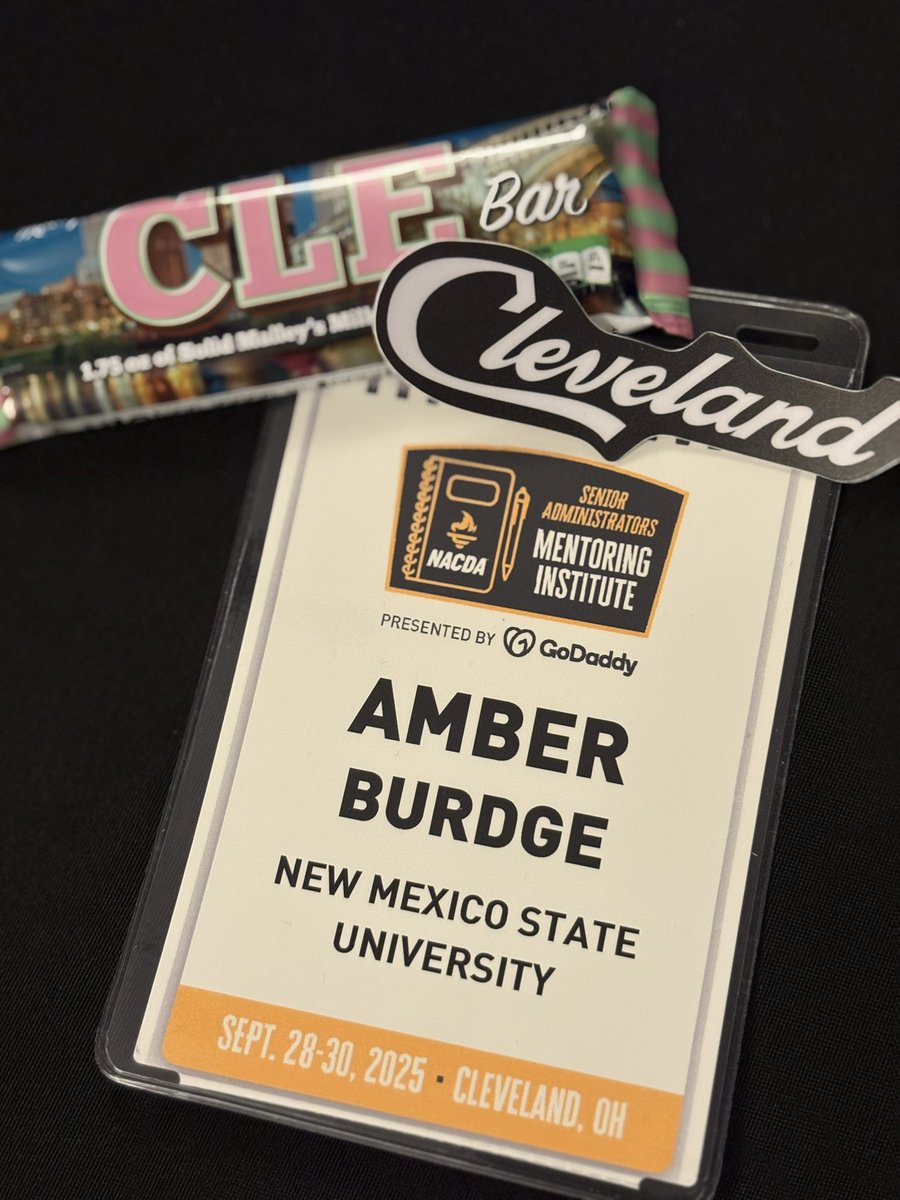 CLE Bar
1.75 oz of Solid Malley's Mil
Cleveland
NACDA
SENIOR
ADMINISTRATORS
MENTORING
INSTITUTE
PRESENTED BY GoDaddy
AMBER
BURDGE
NEW MEXICO STATE
UNIVERSITY
SEPT. 28-30, 2025 • CLEVELAND, OH